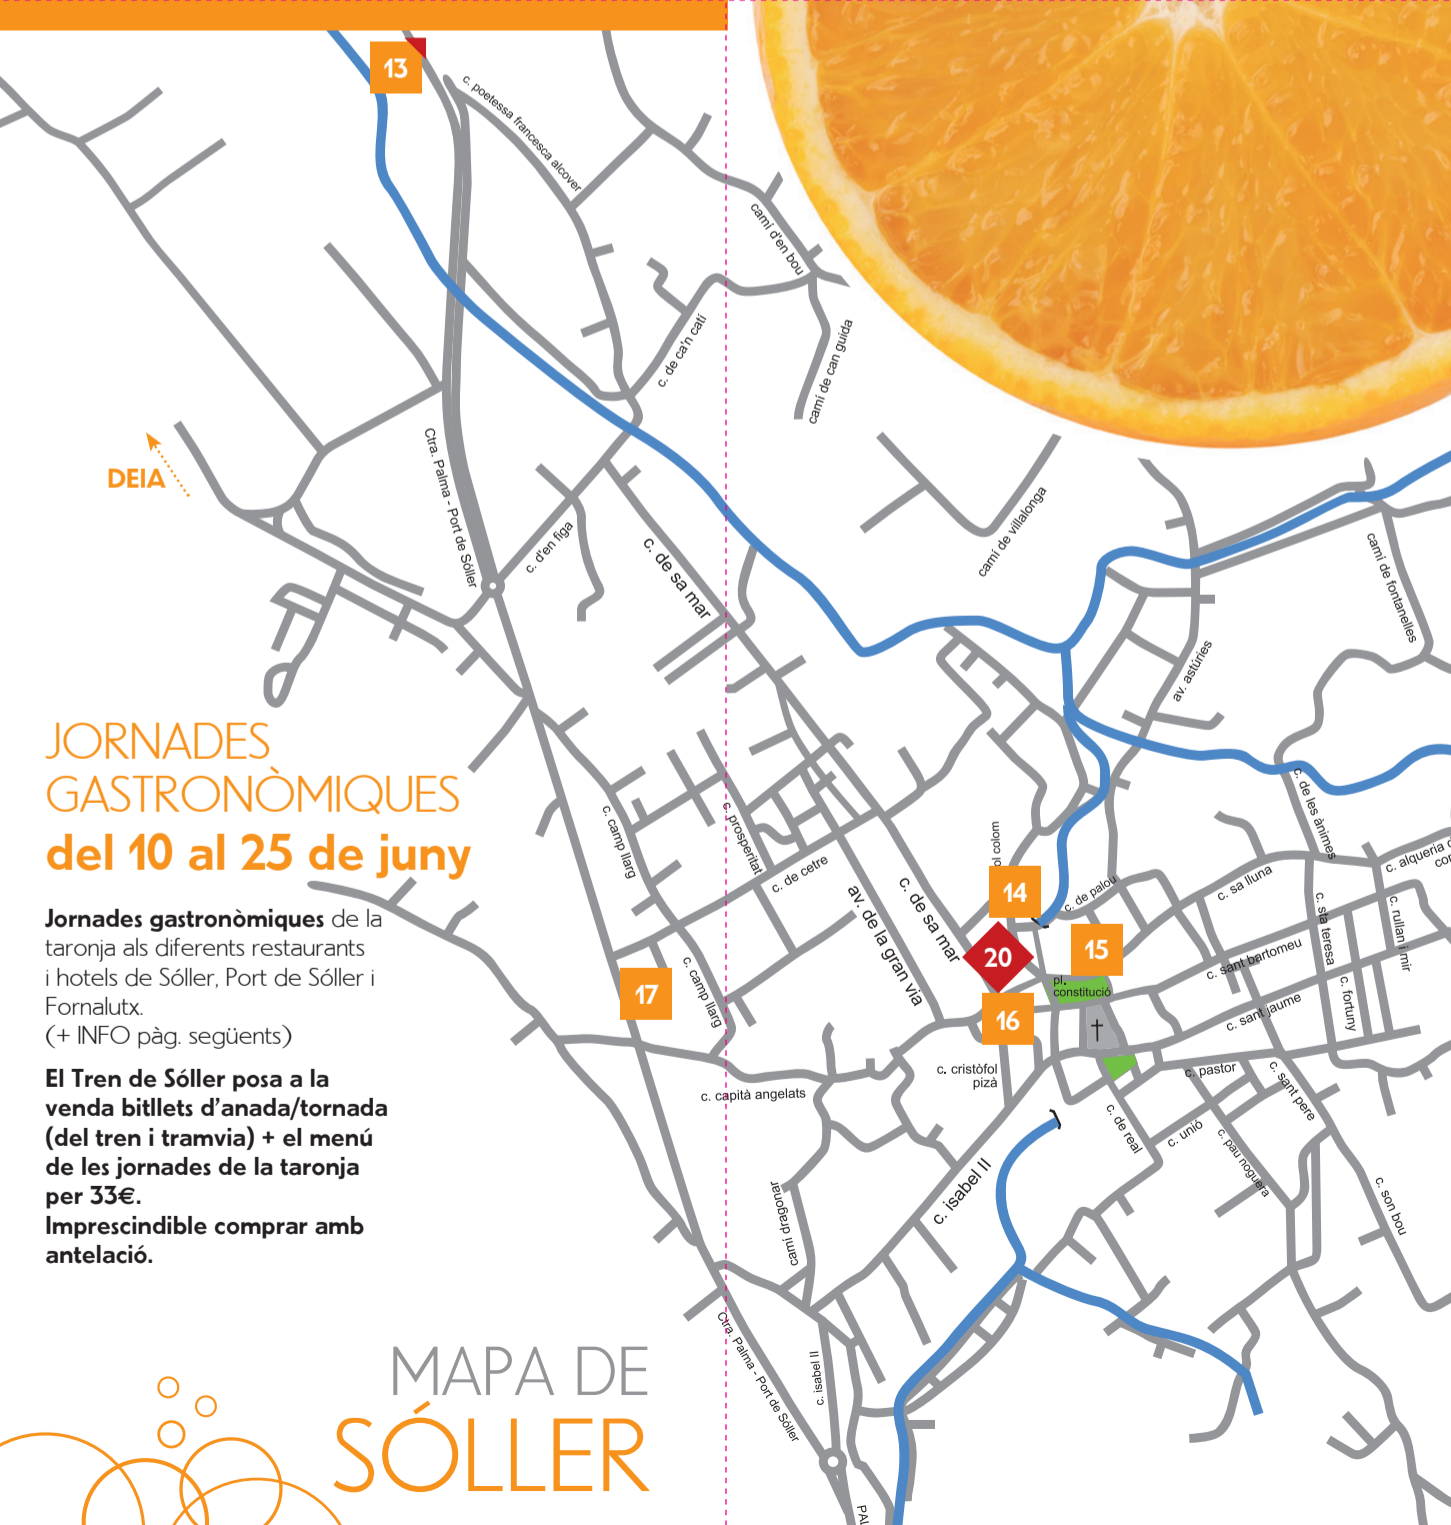 13
c. poetessa francesca alcover
camí d'en bou
c. de ca'n catí
camí de can guida
DEIA
Ctra. Palma - Port de Sóller
c. d'en figa
c. de sa mar
camí de villalonga
camí de fontanelles
av. astúries
JORNADES
GASTRONÒMIQUES
del 10 al 25 de juny
Jornades gastronòmiques de la
taronja als diferents restaurants
i hotels de Sóller, Port de Sóller i
Fornalutx.
(+ INFO pàg. següents)
El Tren de Sóller posa a la
venda bitllets d’anada/tornada
(del tren i tramvia) + el menú
de les jornades de la taronja
per 33€.
Imprescindible comprar amb
antelació.
c. camp llarg
c. prosperitat
c. de cetre
av. de la gran via
c. de sa mar
colom
14
c. de palou
c. de les ànimes
c. alqueria
c. sa lluna
c. sta teresa
c. rullan i mir
20
15
c. sant bartomeu
pl.
constitució
17
c. camp llarg
16
c. sant jaume
c. fortuny
c. cristòfol
pizà
c. pastor
c. sant pere
c. capità angelats
c. de real
c. unió
c. pau noguera
c. isabel II
camí dragonar
c. son bou
Ctra. Palma - Port de Sóller
c. isabel II
MAPA DE
SÓLLER